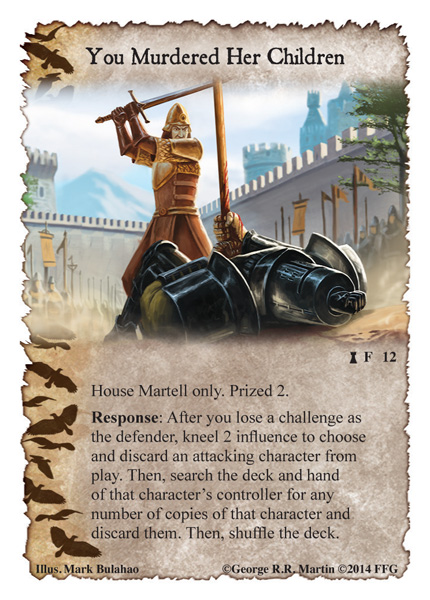 You Murdered Her Children
F 12
House Martell only. Prized 2.
Response: After you lose a challenge as
the defender, kneel 2 influence to choose
and discard an attacking character from
play. Then, search the deck and hand
of that character's controller for any
number of copies of that character and
discard them. Then, shuffle the deck.
Illus. Mark Bulahao ©George R.R. Martin ©2014 FFG